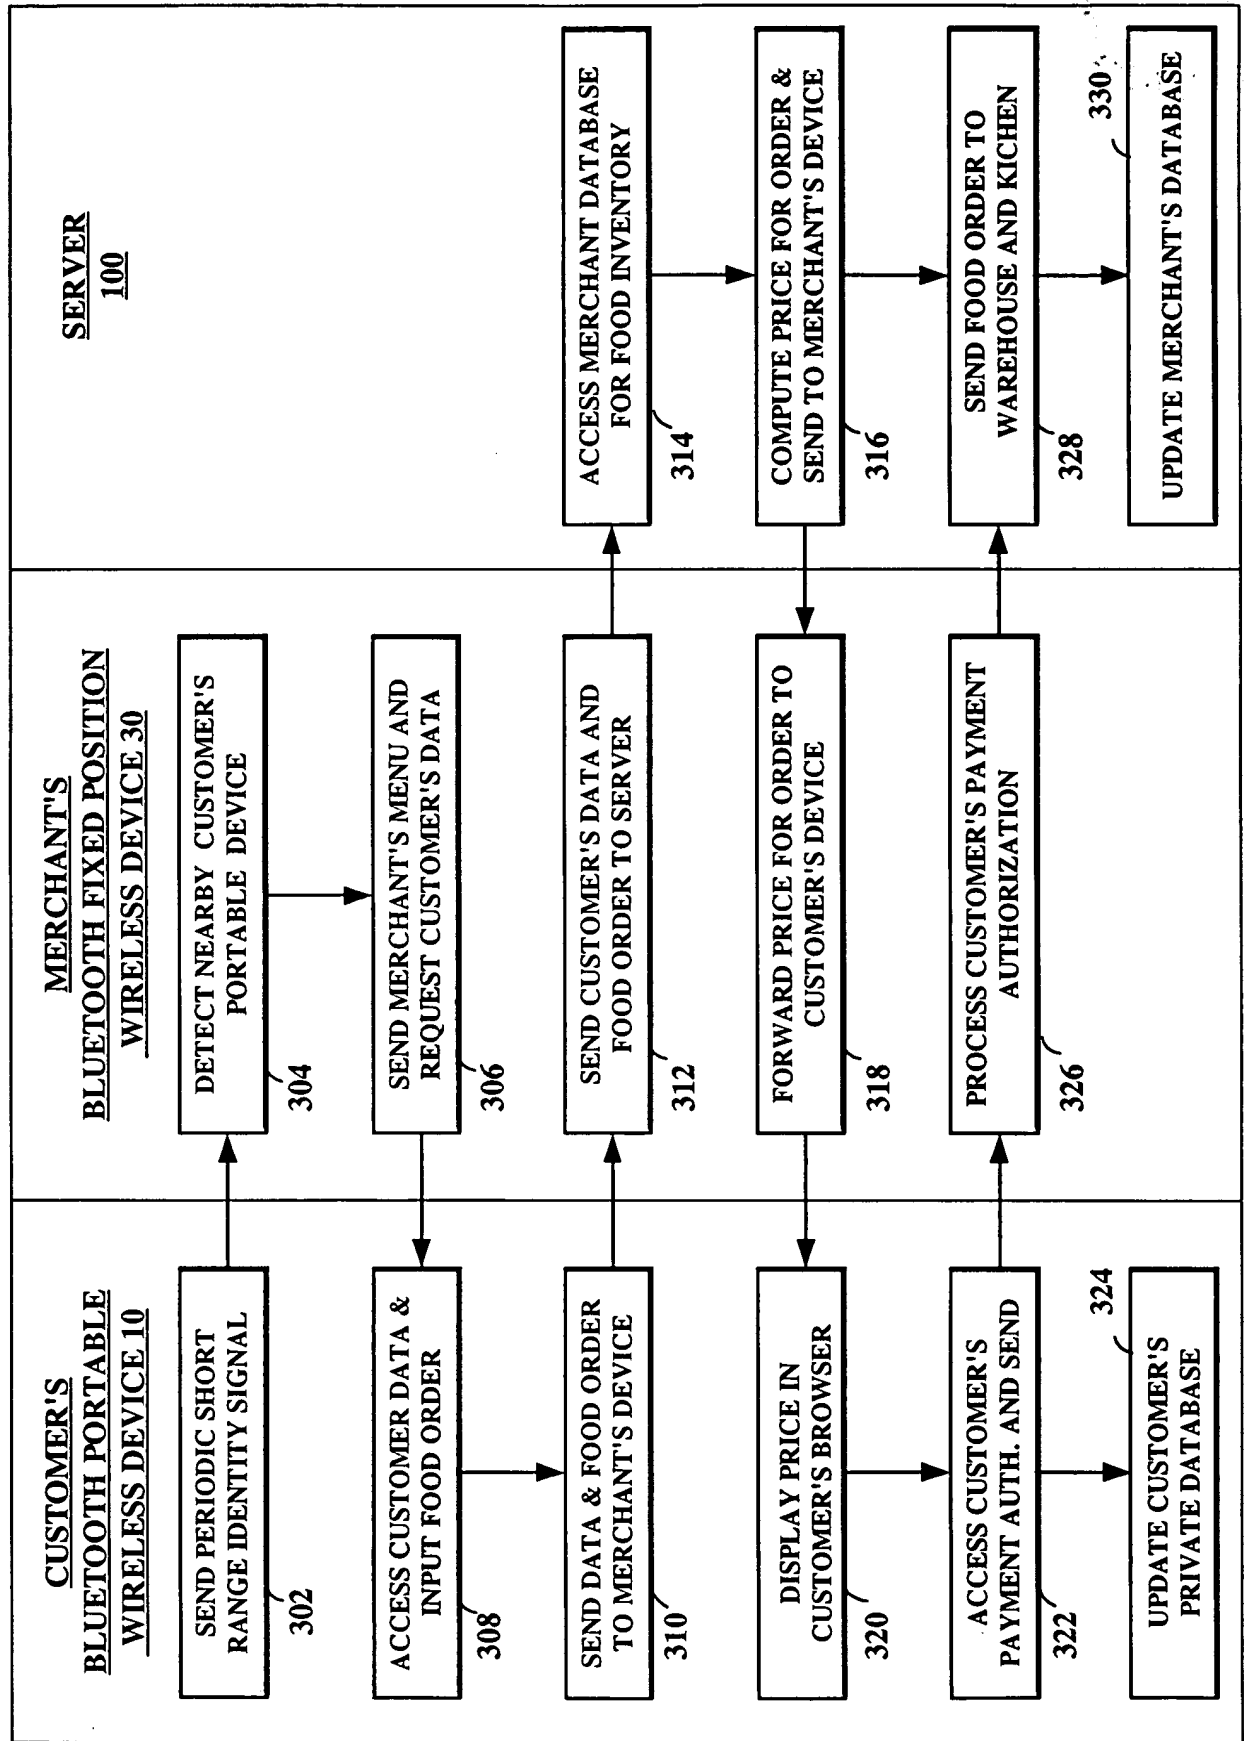 CUSTOMER'S
BLUETOOTH PORTABLE
WIRELESS DEVICE 10
SEND PERIODIC SHORT
RANGE IDENTITY SIGNAL
302
ACCESS CUSTOMER DATA &
INPUT FOOD ORDER
308
SEND DATA & FOOD ORDER
TO MERCHANT'S DEVICE
310
DISPLAY PRICE IN
CUSTOMER'S BROWSER
320
ACCESS CUSTOMER'S
PAYMENT AUTH. AND SEND
322
324
UPDATE CUSTOMER'S
PRIVATE DATABASE
MERCHANT'S
BLUETOOTH FIXED POSITION
WIRELESS DEVICE 30
DETECT NEARBY CUSTOMER'S
PORTABLE DEVICE
304
SEND MERCHANT'S MENU AND
REQUEST CUSTOMER'S DATA
306
SEND CUSTOMER'S DATA AND
FOOD ORDER TO SERVER
312
FORWARD PRICE FOR ORDER TO
CUSTOMER'S DEVICE
318
PROCESS CUSTOMER'S PAYMENT
AUTHORIZATION
326
SERVER
100
ACCESS MERCHANT DATABASE
FOR FOOD INVENTORY
314
COMPUTE PRICE FOR ORDER &
SEND TO MERCHANT'S DEVICE
316
SEND FOOD ORDER TO
WAREHOUSE AND KICHEN
328
330
UPDATE MERCHANT'S DATABASE